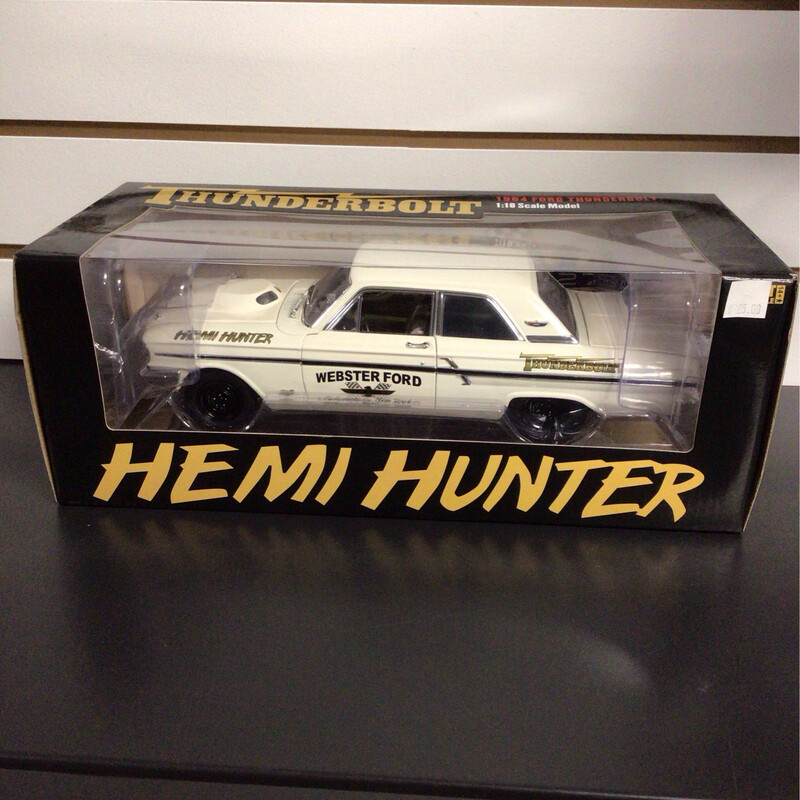 THUNDERBOLT
1964 FORD THUNDERBOLT
1:18 Scale Model
HEMI HUNTER
THUNDERBOLT
WEBSTER FORD
HEMI HUNTER